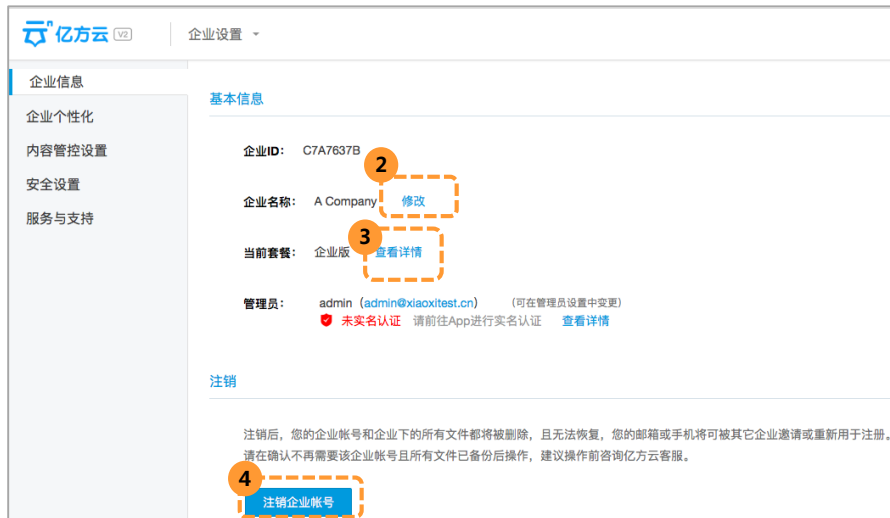 亿方云 V2 企业设置
企业信息
企业个性化
内容管控设置
安全设置
服务与支持
基本信息
企业ID： C7A7637B
2
企业名称： A Company 修改
3
当前套餐： 企业版 查看详情
管理员： admin（admin@xiaoxitest.cn） （可在管理员设置中变更）
未实名认证 请前往App进行实名认证 查看详情
注销
注销后，您的企业帐号和企业下的所有文件都将被删除，且无法恢复，您的邮箱或手机将可被其它企业邀请或重新用于注册。
请在确认不再需要该企业帐号且所有文件已备份后操作，建议操作前咨询亿方云客服。
4
注销企业帐号